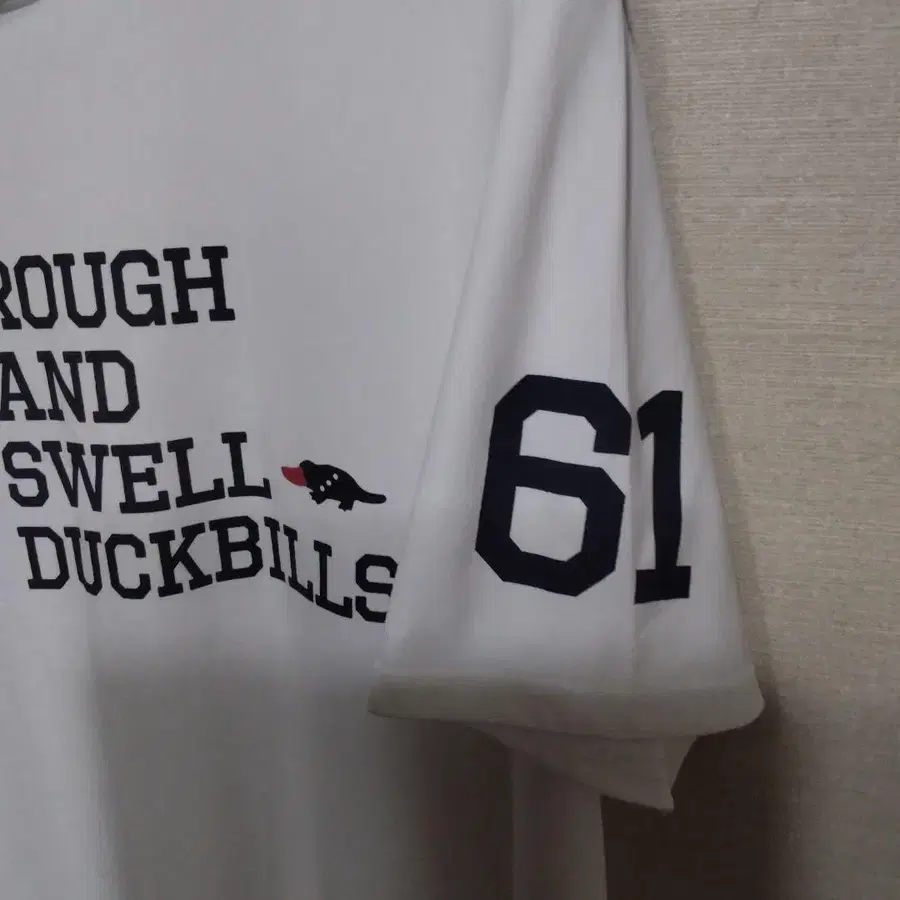 ROUGH
AND
SWELL
DUCKBILLS
61